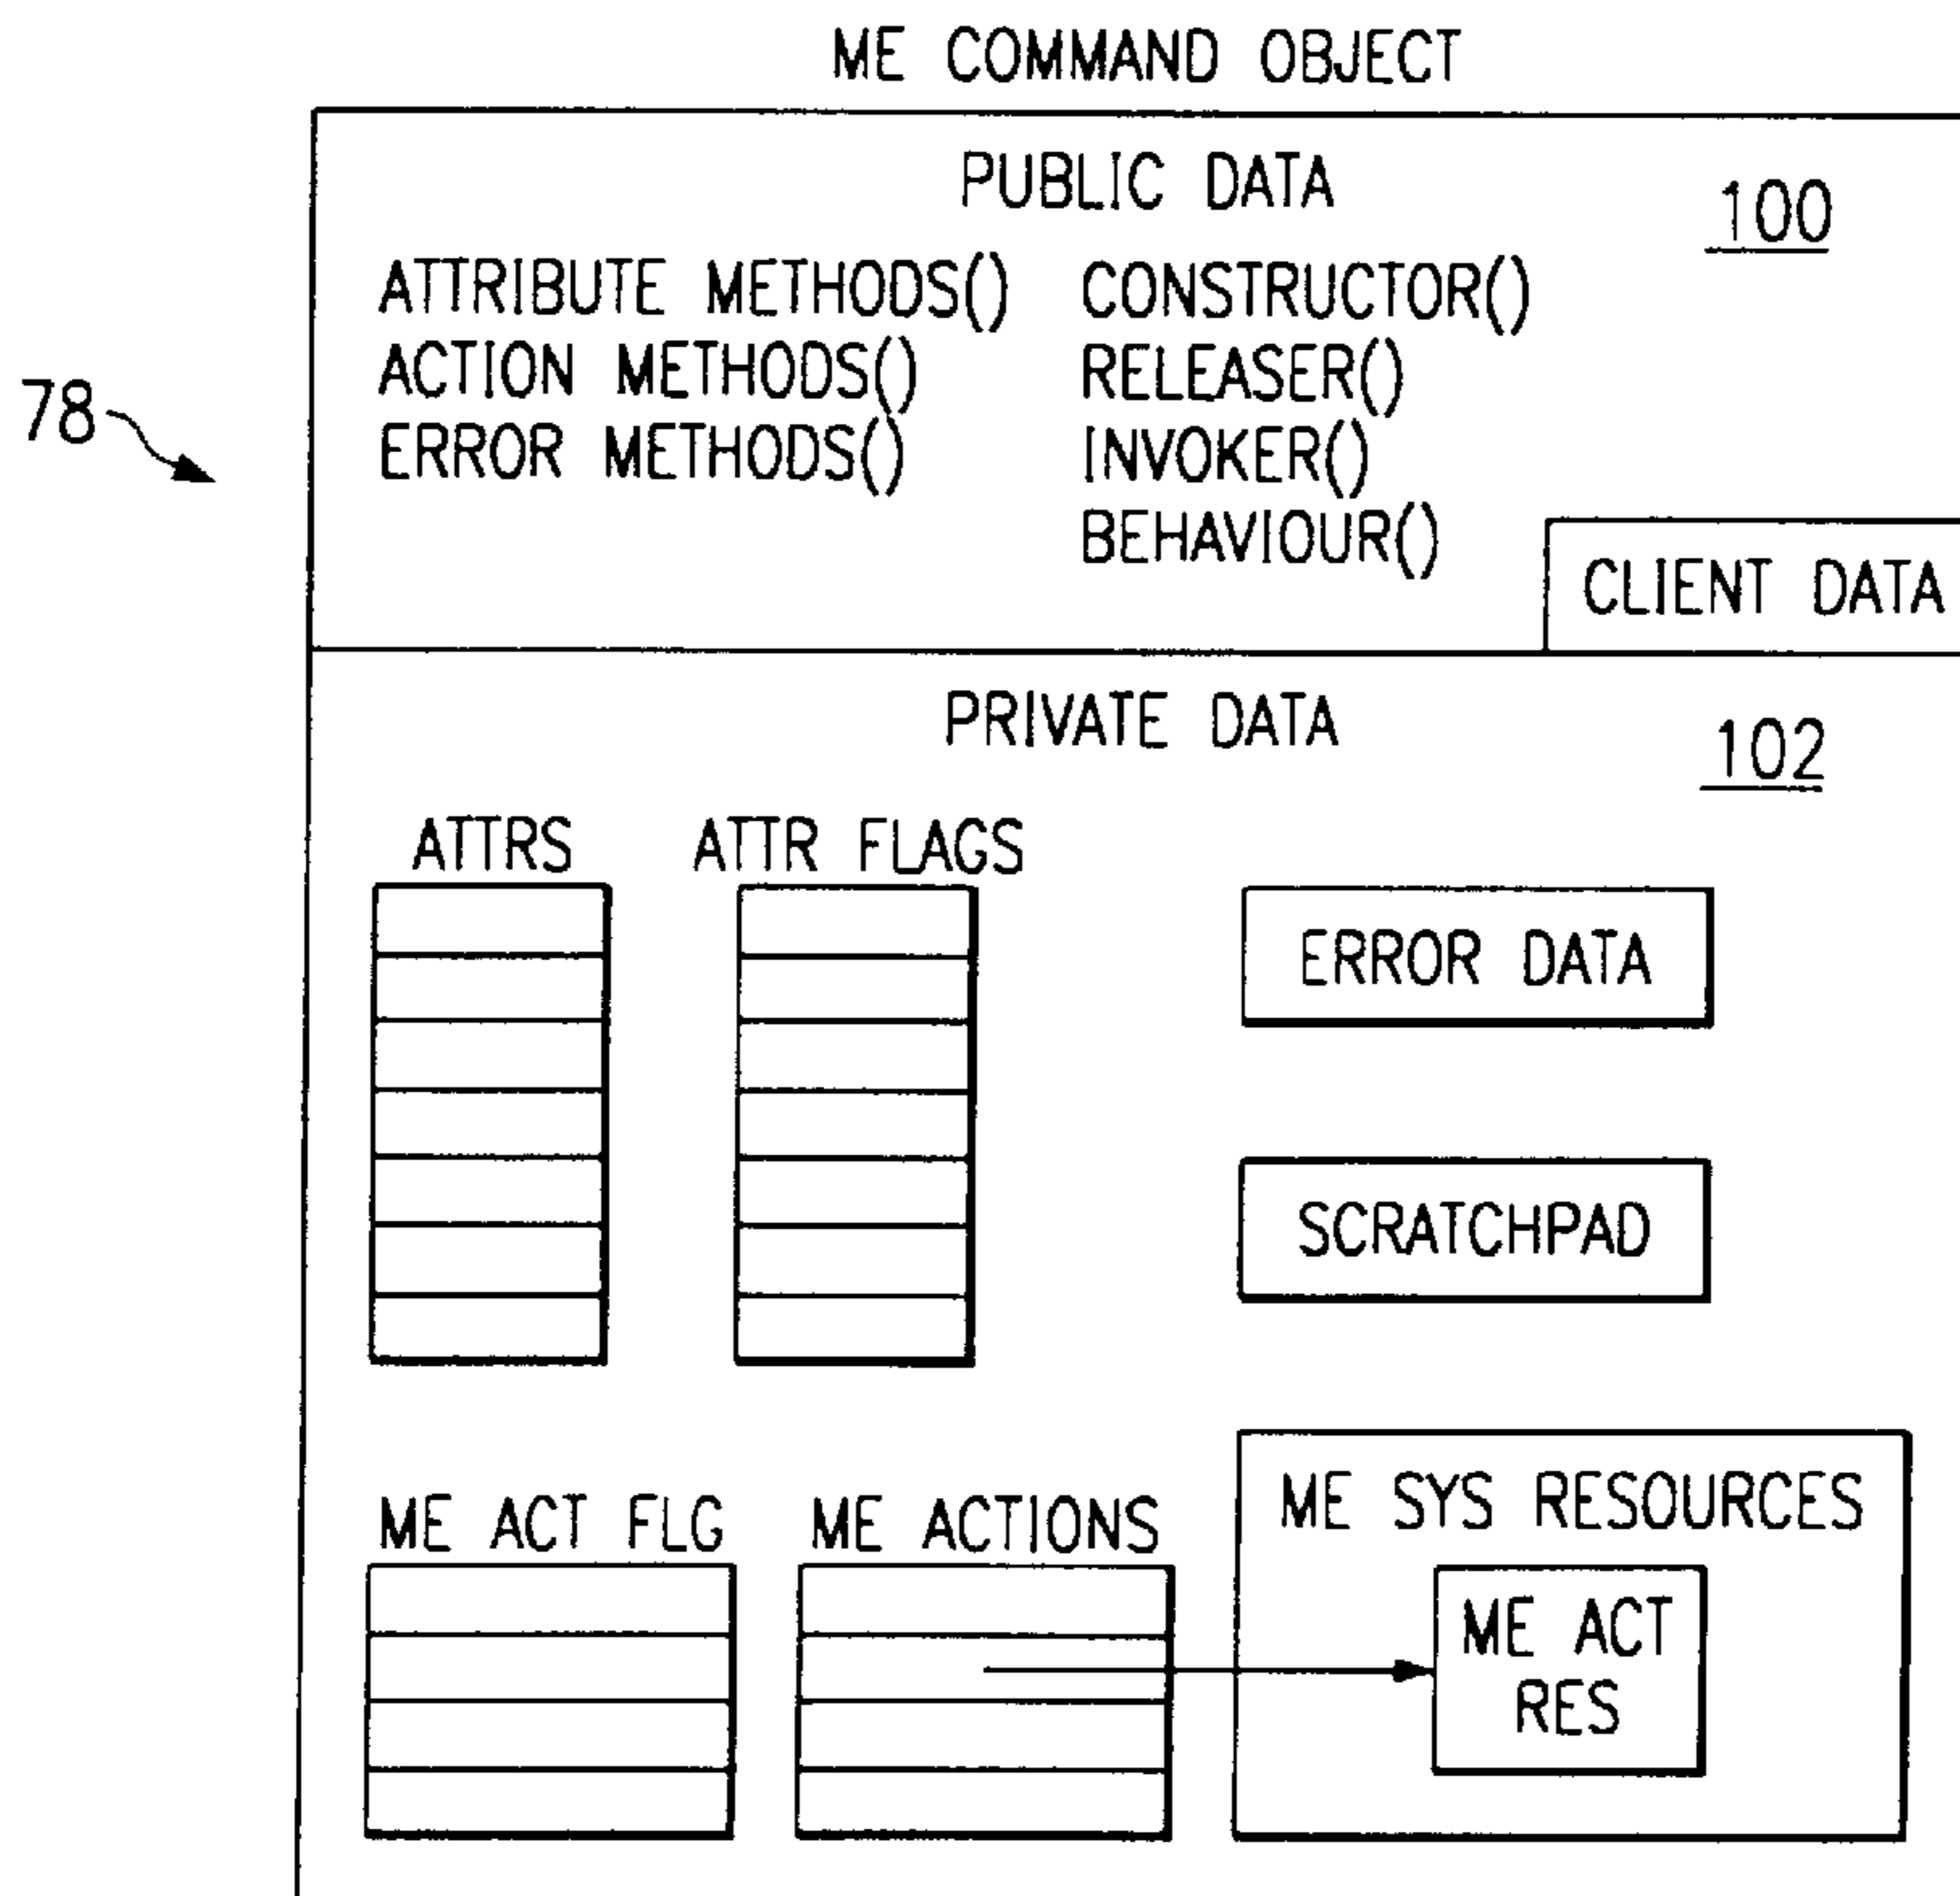 ME COMMAND OBJECT
PUBLIC DATA
100
ATTRIBUTE METHODS() CONSTRUCTOR()
ACTION METHODS() RELEASER()
78
ERROR METHODS() INVOKER()
BEHAVIOUR()
CLIENT DATA
PRIVATE DATA
102
ATTRS ATTR FLAGS
ERROR DATA
SCRATCHPAD
ME ACT FLG ME ACTIONS ME SYS RESOURCES
ME ACT
RES